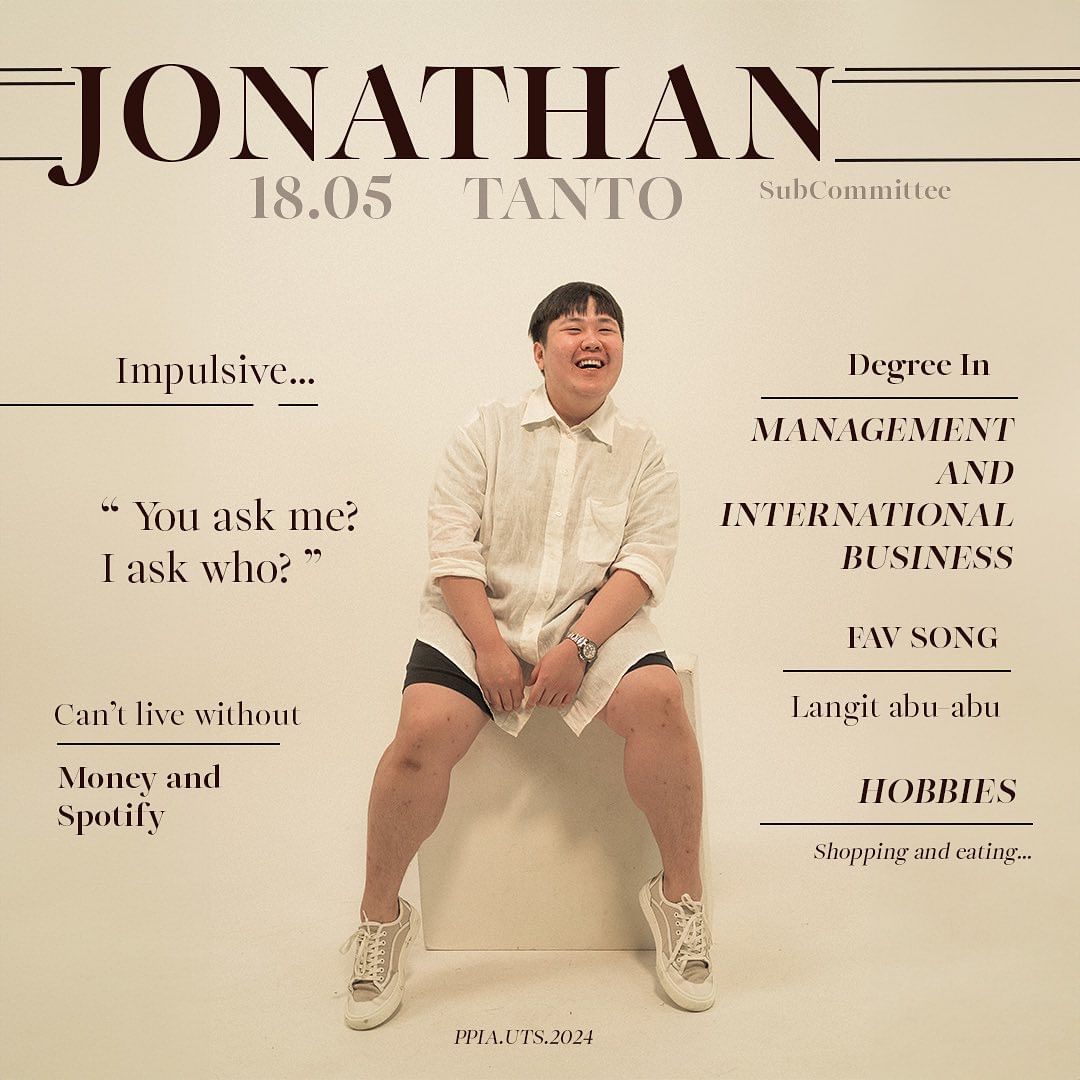 JONATHAN
18.05 TANTO SubCommittee
Impulsive...
“ You ask me?
I ask who? ”
Can’t live without
Money and
Spotify
Degree In
MANAGEMENT
AND
INTERNATIONAL
BUSINESS
FAV SONG
Langit abu-abu
HOBBIES
Shopping and eating...
PPIA.UTS.2024